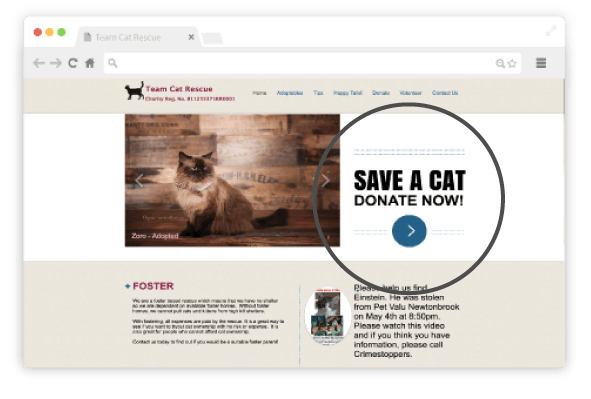 Team Cat Rescue
Team Cat Rescue
Charity Reg. No. 811233373RR0001
Home Adoptables Tips Happy Tails! Donate Volunteer Contact Us
SAVE A CAT
DONATE NOW!
Zoro - Adopted
FOSTER
We are a foster based rescue which means that we have no shelter
so we are dependent on available foster homes. Without foster
homes, we cannot pull cats and kittens from high kill shelters.
With fostering, all expenses are paid by the rescue. It is a great way to
see if you want to tryout cat ownership with no risk or expense. It is
also great for people who cannot afford cat ownership.
Contact us today to find out if you would be a suitable foster parent!
Please help us find
Einstein. He was stolen
from Pet Valu Newtonbrook
on May 4th at 8:50pm.
Please watch this video
and if you think you have
information, please call
Crimestoppers.